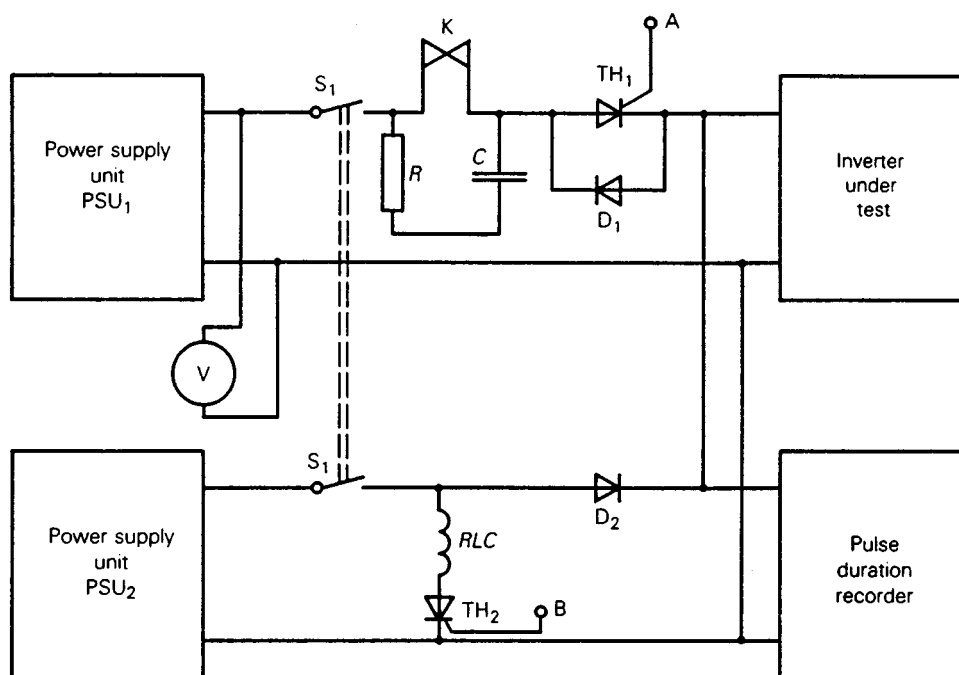 K
A
S1
TH1
Power supply
unit
PSU1
R
C
D1
Inverter
under
test
V
S1
D2
Power supply
unit
PSU2
RLC
TH2
B
Pulse
duration
recorder